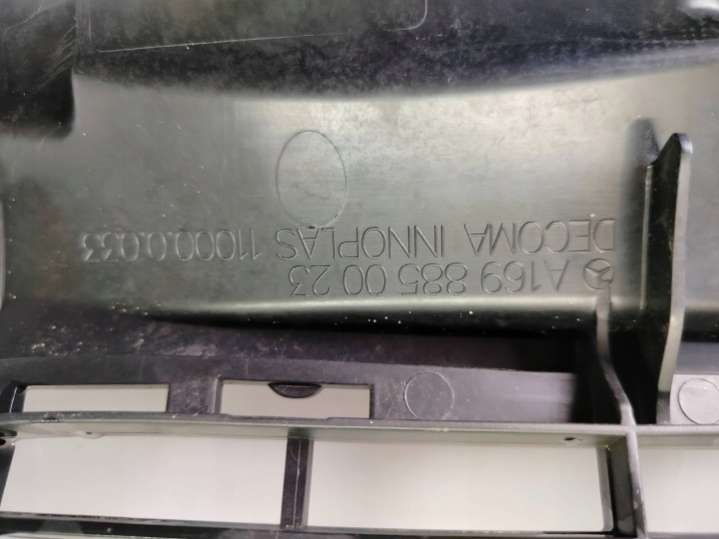 A169 885 00 23
DECOMA INNOPLAS 11000.0.033